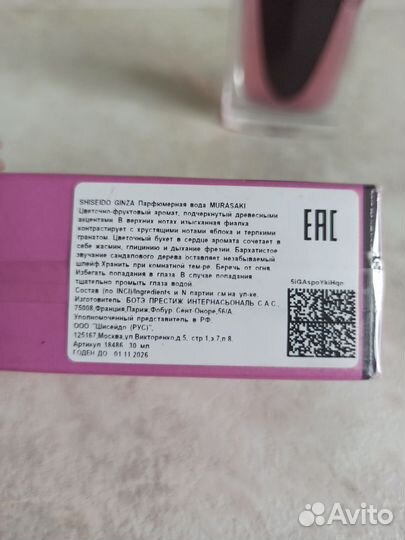 SHISEIDO GINZA Парфюмерная вода MURASAKI
Цветочно-фруктовый аромат, подчеркнутый древесными
акцентами. В верхних нотах изысканная фиалка
контрастирует с хрустящими нотами яблока и терпким
гранатом. Цветочный букет в сердце аромата сочетает в
себе жасмин, глицинию и дыхание фрезии. Бархатистое
звучание сандалового дерева оставляет незабываемый
шлейф.Хранить при комнатной тем-ре. Беречь от огня.
Избегать попадания в глаза. В случае попадания
тщательно промыть глаза водой.
Состав (по INCI)/Ingredients и N партии см.на уп-ке.
Изготовитель: БОТЭ ПРЕСТИЖ ИНТЕРНАСЬОНАЛЬ С.А.С.,
75008,Франция,Париж,Фобур Сент-Оноре,56/А.
Уполномоченный представитель в РФ:
ООО "Шисейдо (РУС)",
125167,Москва,ул.Викторенко,д.5, стр.1,э.7,п.8.
Артикул 18486 30 мл.
ГОДЕН ДО: 01.11.2026
EAC
5iGAspoYkiHqn
Avito